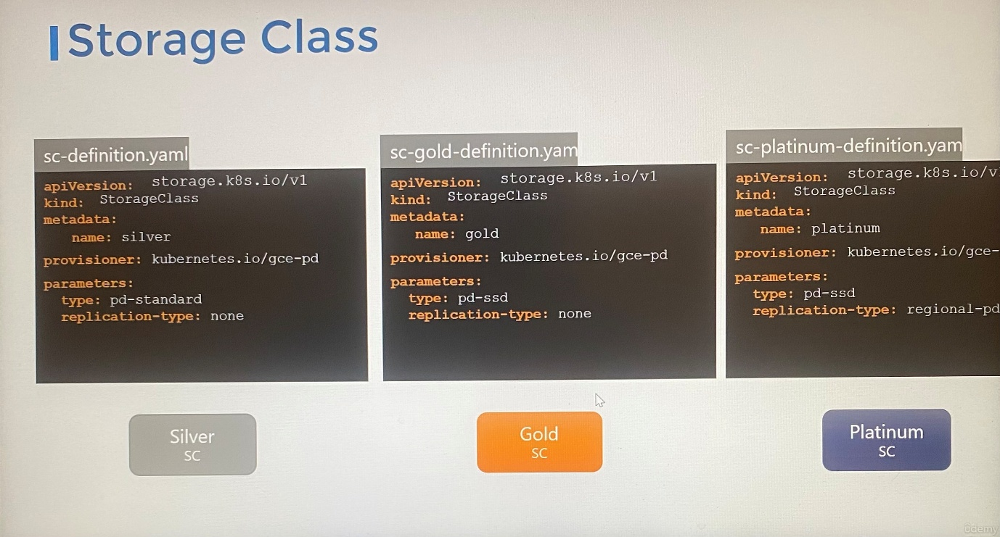 Storage Class
sc-definition.yaml
apiVersion: storage.k8s.io/v1
kind: StorageClass
metadata:
name: silver
provisioner: kubernetes.io/gce-pd
parameters:
type: pd-standard
replication-type: none
Silver
SC
sc-gold-definition.yam
apiVersion: storage.k8s.io/v1
kind: StorageClass
metadata:
name: gold
provisioner: kubernetes.io/gce-pd
parameters:
type: pd-ssd
replication-type: none
Gold
SC
sc-platinum-definition.yam
apiVersion: storage.k8s.io/v
kind: StorageClass
metadata:
name: platinum
provisioner: kubernetes.io/gce-
parameters:
type: pd-ssd
replication-type: regional-pd
Platinum
SC
ûdemy